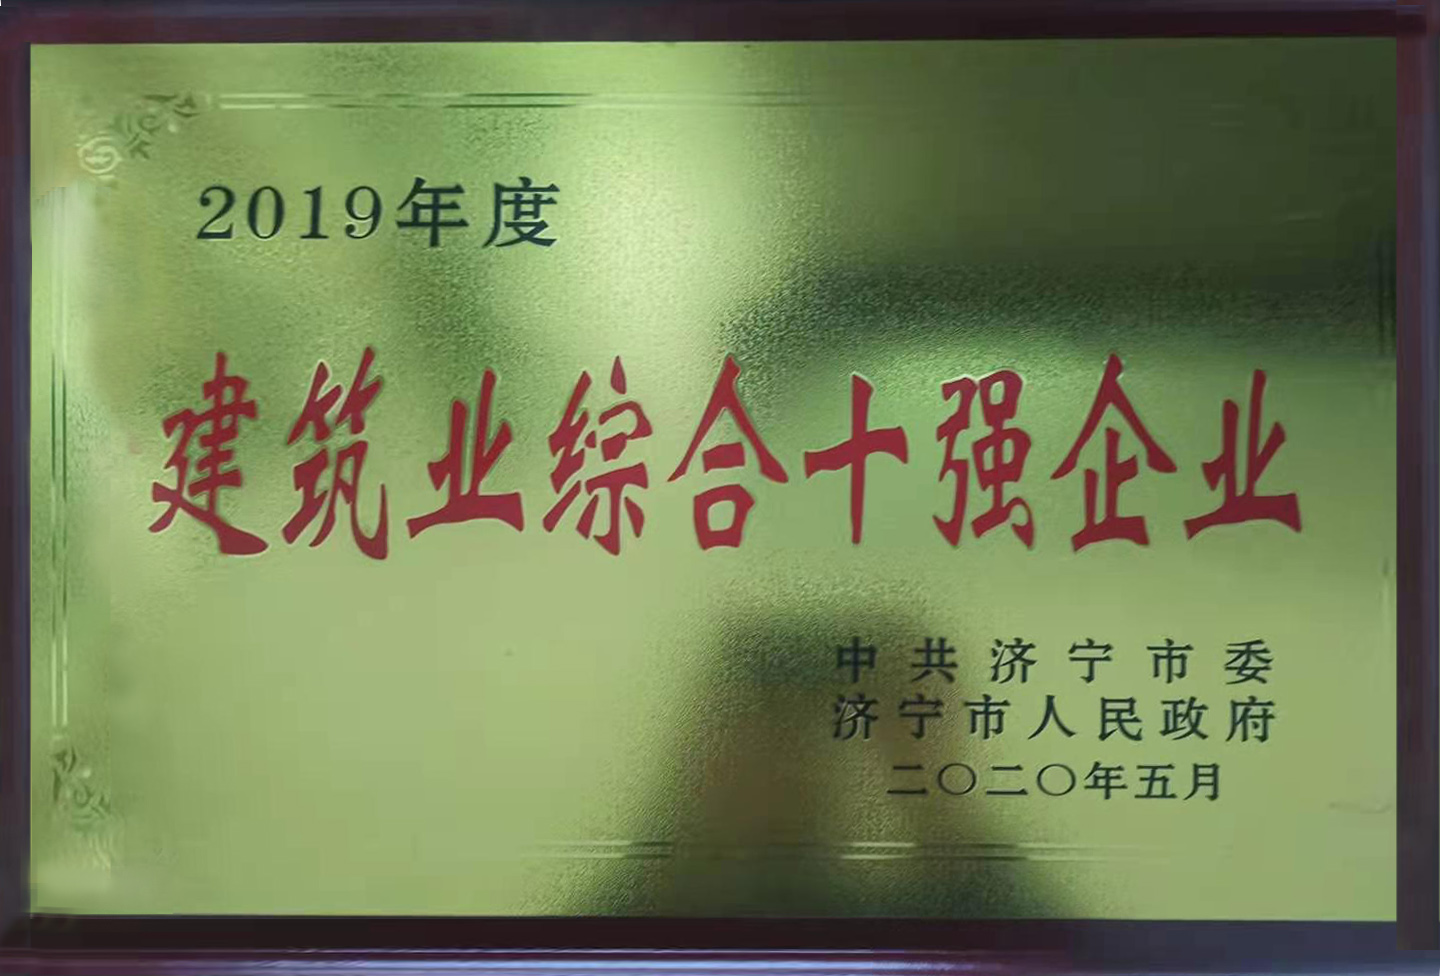 2019年度
建筑业综合十强企业
中共济宁市委
济宁市人民政府
二〇二〇年五月